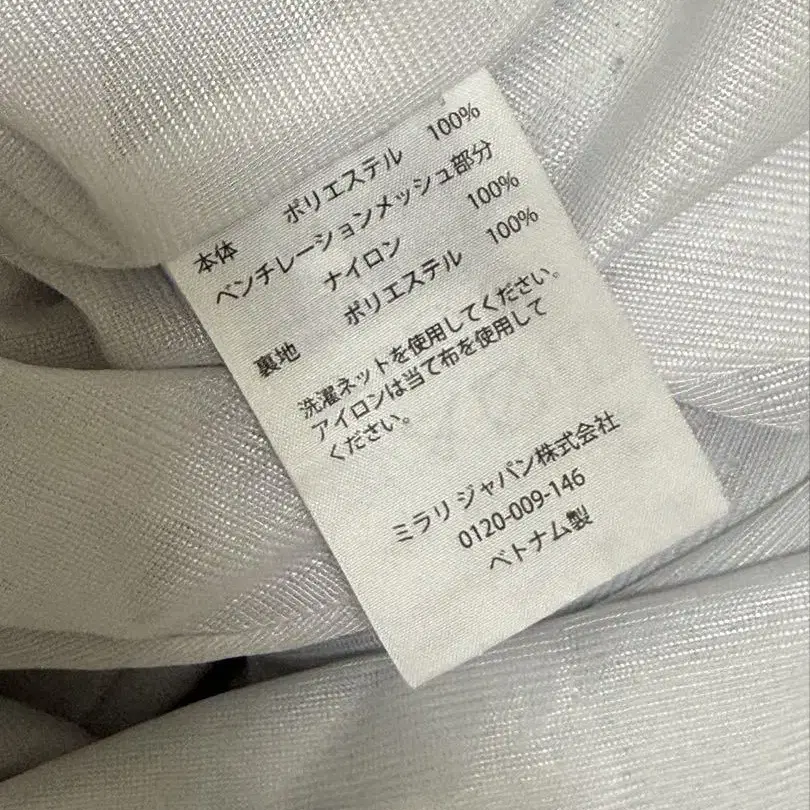 本体 ポリエステル 100%
ベンチレーションメッシュ部分
ナイロン 100%
裏地 ポリエステル 100%
洗濯ネットを使用してください。
アイロンは当て布を使用して
ください。
ミラリ ジャパン株式会社
0120-009-146
ベトナム製